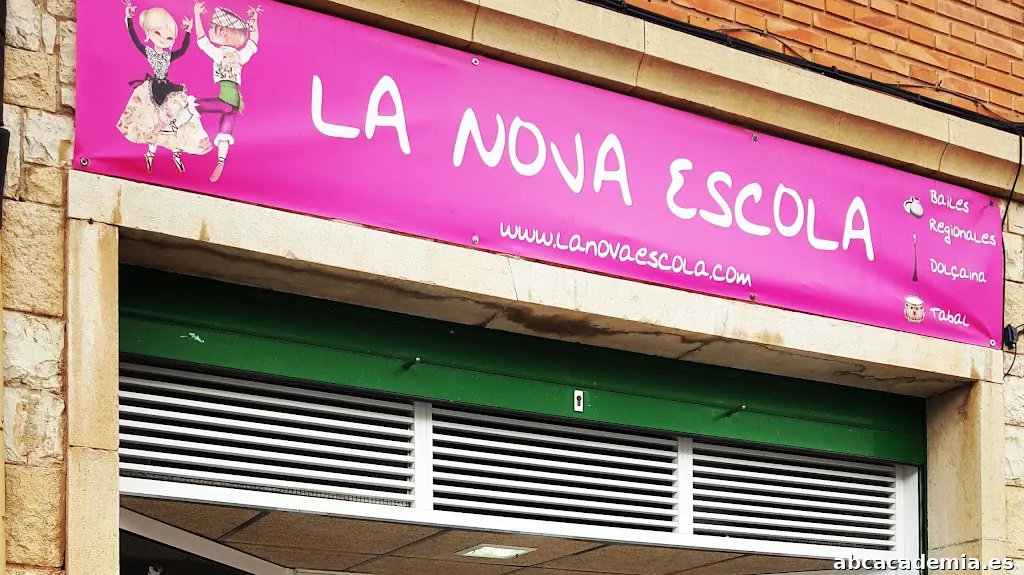 LA NOVA ESCOLA
www.lanovaescola.com
Bailes
Regionales
Dolçaina
Tabal
abcacademia.es